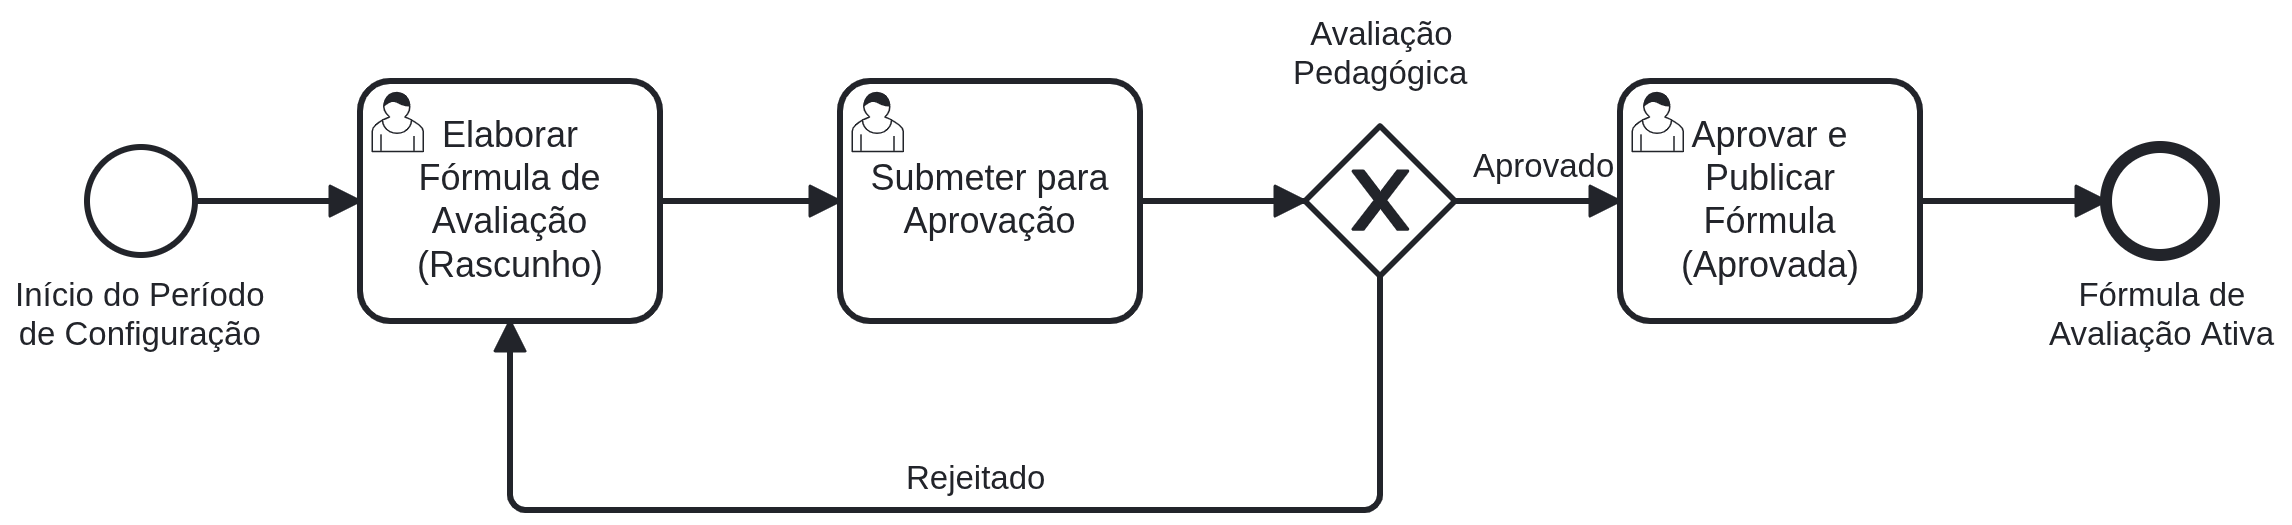 Início do Período
de Configuração
Elaborar
Fórmula de
Avaliação
(Rascunho)
Submeter para
Aprovação
Avaliação
Pedagógica
Aprovado
Rejeitado
Aprovar e
Publicar
Fórmula
(Aprovada)
Fórmula de
Avaliação Ativa